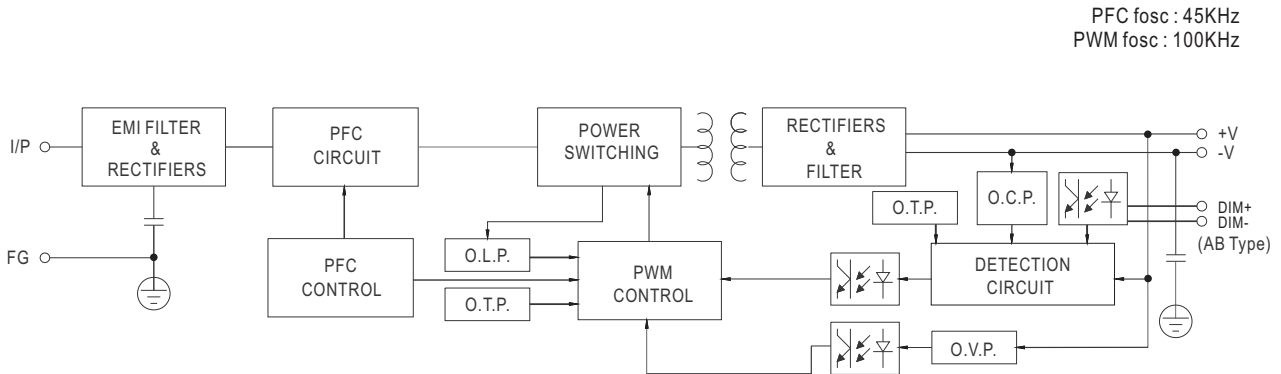 PFC fosc : 45KHz
PWM fosc : 100KHz
I/P
EMI FILTER
&
RECTIFIERS
PFC
CIRCUIT
POWER
SWITCHING
RECTIFIERS
&
FILTER
+V
-V
O.T.P.
O.C.P.
DIM+
DIM-
(AB Type)
FG
PFC
CONTROL
O.L.P.
O.T.P.
PWM
CONTROL
DETECTION
CIRCUIT
O.V.P.